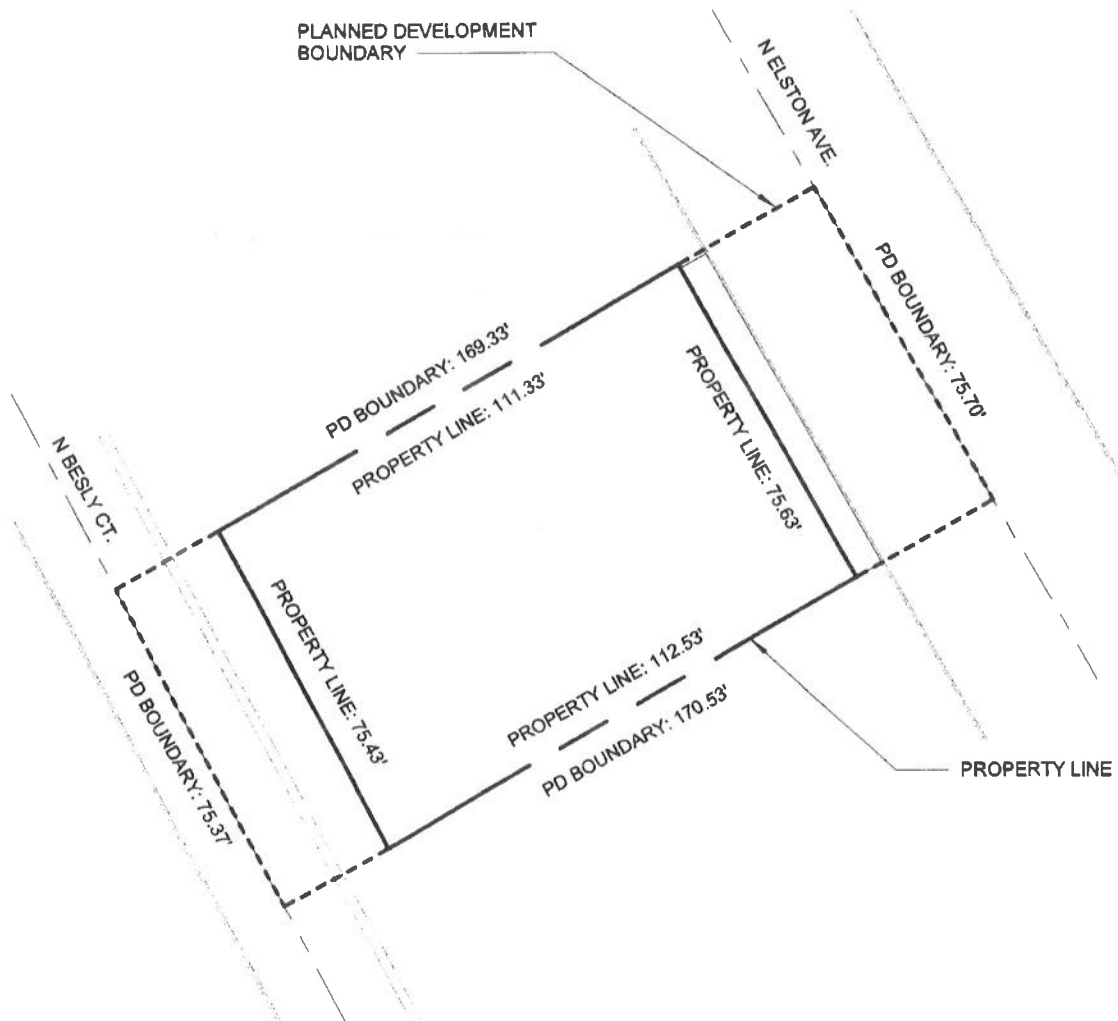 PLANNED DEVELOPMENT
BOUNDARY
N ELSTON AVE.
PD BOUNDARY: 75.70'
PD BOUNDARY: 169.33'
PROPERTY LINE: 111.33'
PROPERTY LINE: 75.63'
N BESLY CT.
PROPERTY LINE: 75.43'
PD BOUNDARY: 75.37'
PROPERTY LINE: 112.53'
PD BOUNDARY: 170.53'
PROPERTY LINE